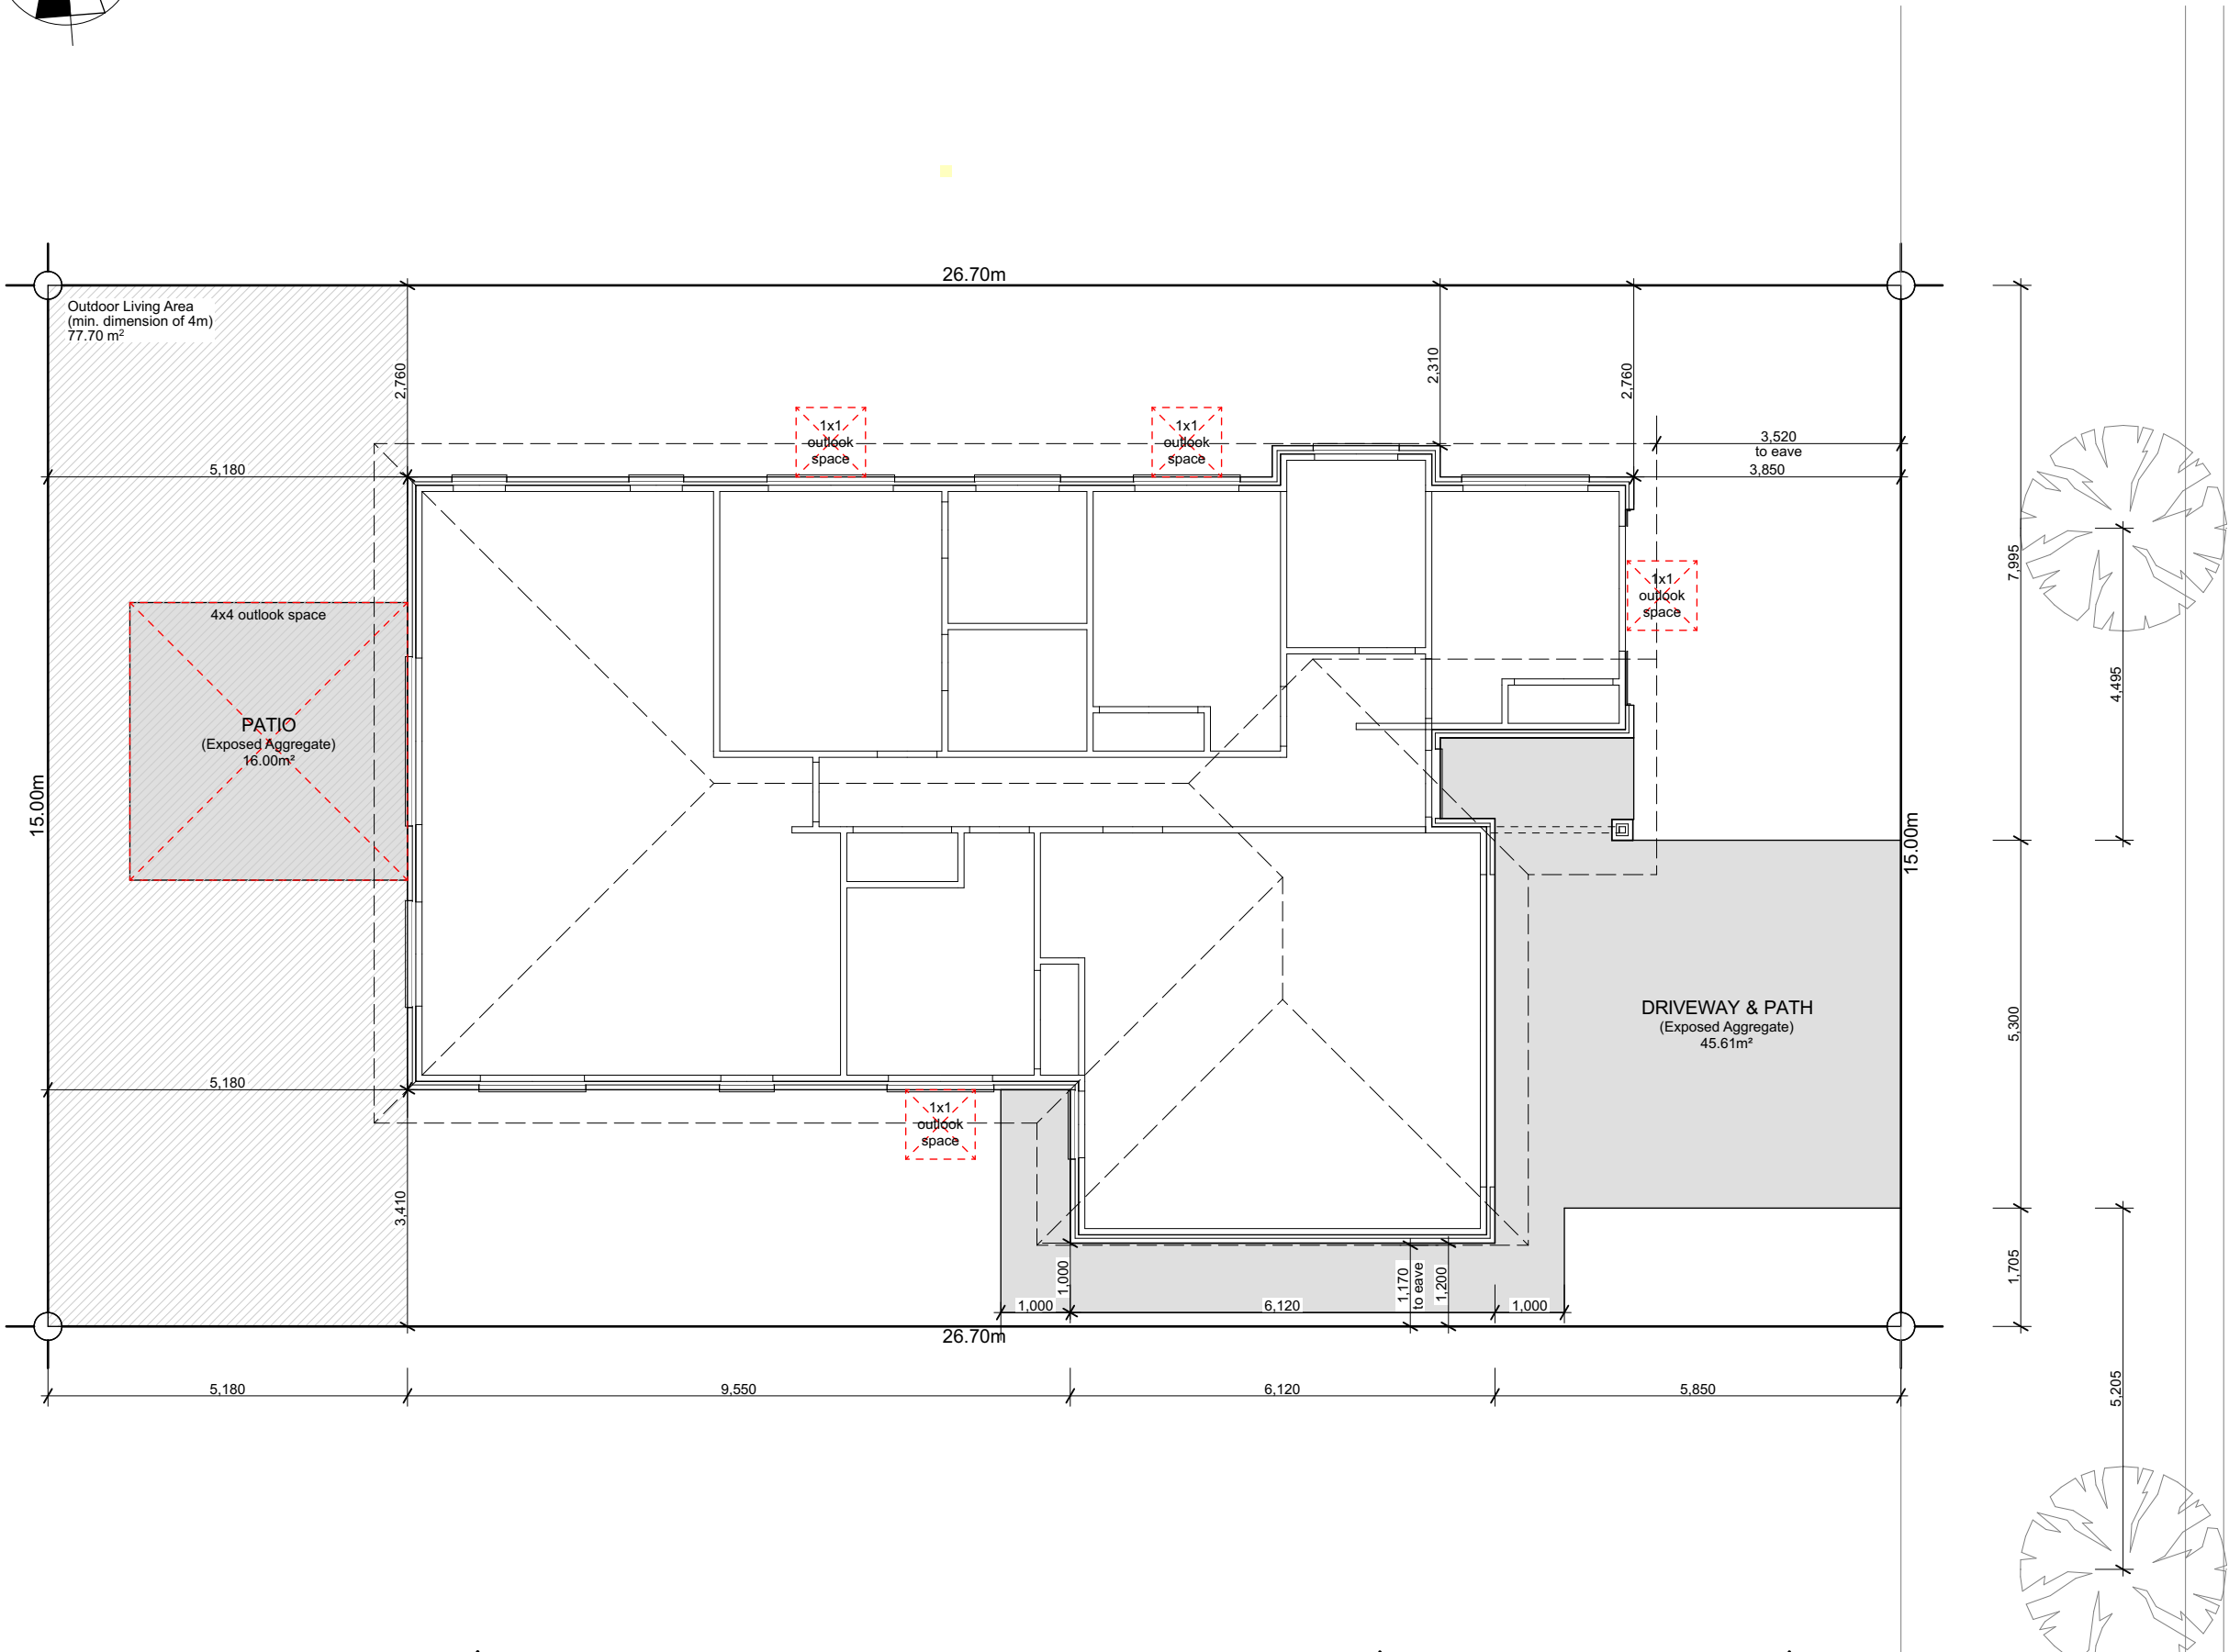 26.70m
Outdoor Living Area
(min. dimension of 4m)
77.70 m²
2,760
2,310
2,760
1x1
outlook
space
1x1
outlook
space
3,520
to eave
3,850
5,180
7,995
1x1
outlook
space
4x4 outlook space
4,495
PATIO
(Exposed Aggregate)
16.00m²
15.00m
15.00m
DRIVEWAY & PATH
(Exposed Aggregate)
45.61m²
5,300
5,180
1x1
outlook
space
3,410
1,000
1,170
to eave
1,200
1,705
1,000
6,120
1,000
26.70m
5,180
9,550
6,120
5,850
5,205